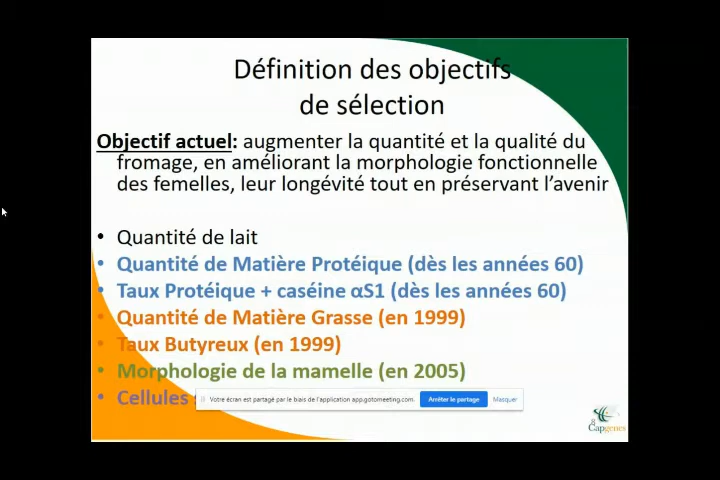 Définition des objectifs
de sélection
Objectif actuel: augmenter la quantité et la qualité du
fromage, en améliorant la morphologie fonctionnelle
des femelles, leur longévité tout en préservant l'avenir
• Quantité de lait
• Quantité de Matière Protéique (dès les années 60)
• Taux Protéique + caséine αS1 (dès les années 60)
• Quantité de Matière Grasse (en 1999)
• Taux Butyreux (en 1999)
• Morphologie de la mamelle (en 2005)
• Cellules
Votre écran est partagé par le biais de l'application app.gotomeeting.com. Arrêter le partage Masquer
Capgenes